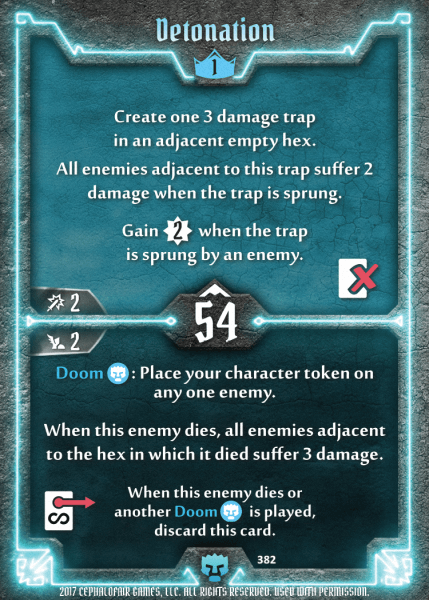 Detonation
1
Create one 3 damage trap
in an adjacent empty hex.
All enemies adjacent to this trap suffer 2
damage when the trap is sprung.
Gain 2 when the trap
is sprung by an enemy.
2
54
2
Doom : Place your character token on
any one enemy.
When this enemy dies, all enemies adjacent
to the hex in which it died suffer 3 damage.
When this enemy dies or
another Doom is played,
discard this card.
382
2017 CEPHALOFAIR GAMES, LLC. ALL RIGHTS RESERVED. USED WITH PERMISSION.